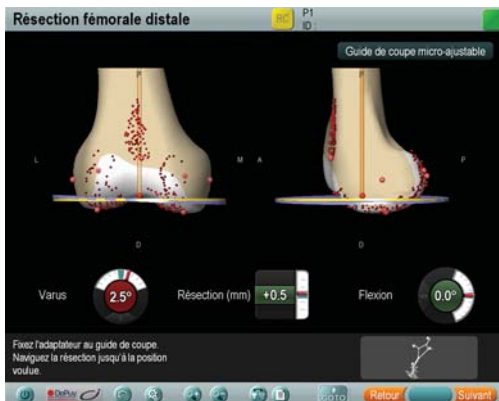 Résection fémorale distale
RC
P1
ID :
Guide de coupe micro-ajustable
P
P
L
M
A
P
D
D
Varus
2.5°
Résection (mm)
+0.5
Flexion
0.0°
Fixez l'adaptateur au guide de coupe.
Naviguez la résection jusqu'à la position
voulue.
DePuy
GOTO
Retour
Suivant